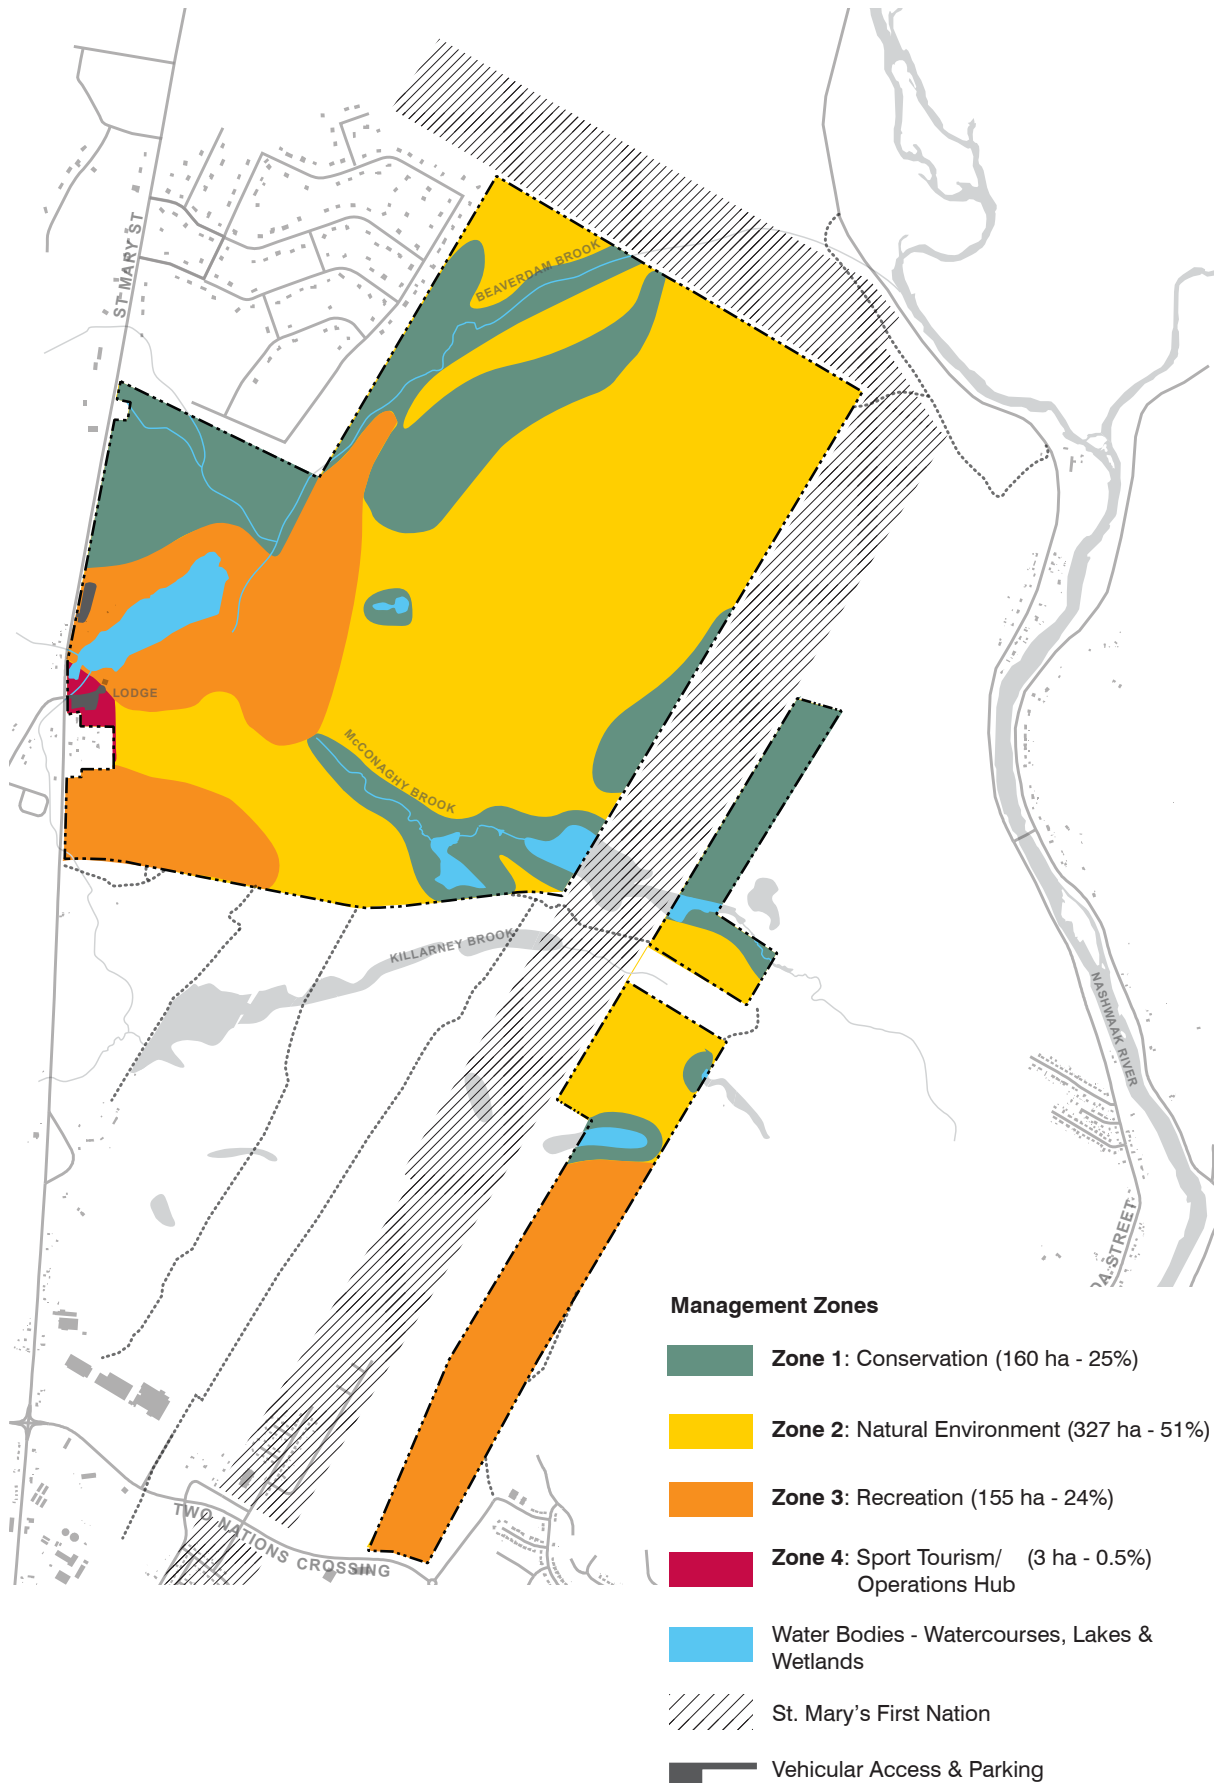 BEAVERDAM BROOK
ST MARY ST
LODGE
McCONAGHY BROOK
KILLARNEY BROOK
NASHWAAK RIVER
OA STREET
TWO NATIONS CROSSING
Management Zones
Zone 1: Conservation (160 ha - 25%)
Zone 2: Natural Environment (327 ha - 51%)
Zone 3: Recreation (155 ha - 24%)
Zone 4: Sport Tourism/ (3 ha - 0.5%)
Operations Hub
Water Bodies - Watercourses, Lakes &
Wetlands
St. Mary's First Nation
Vehicular Access & Parking